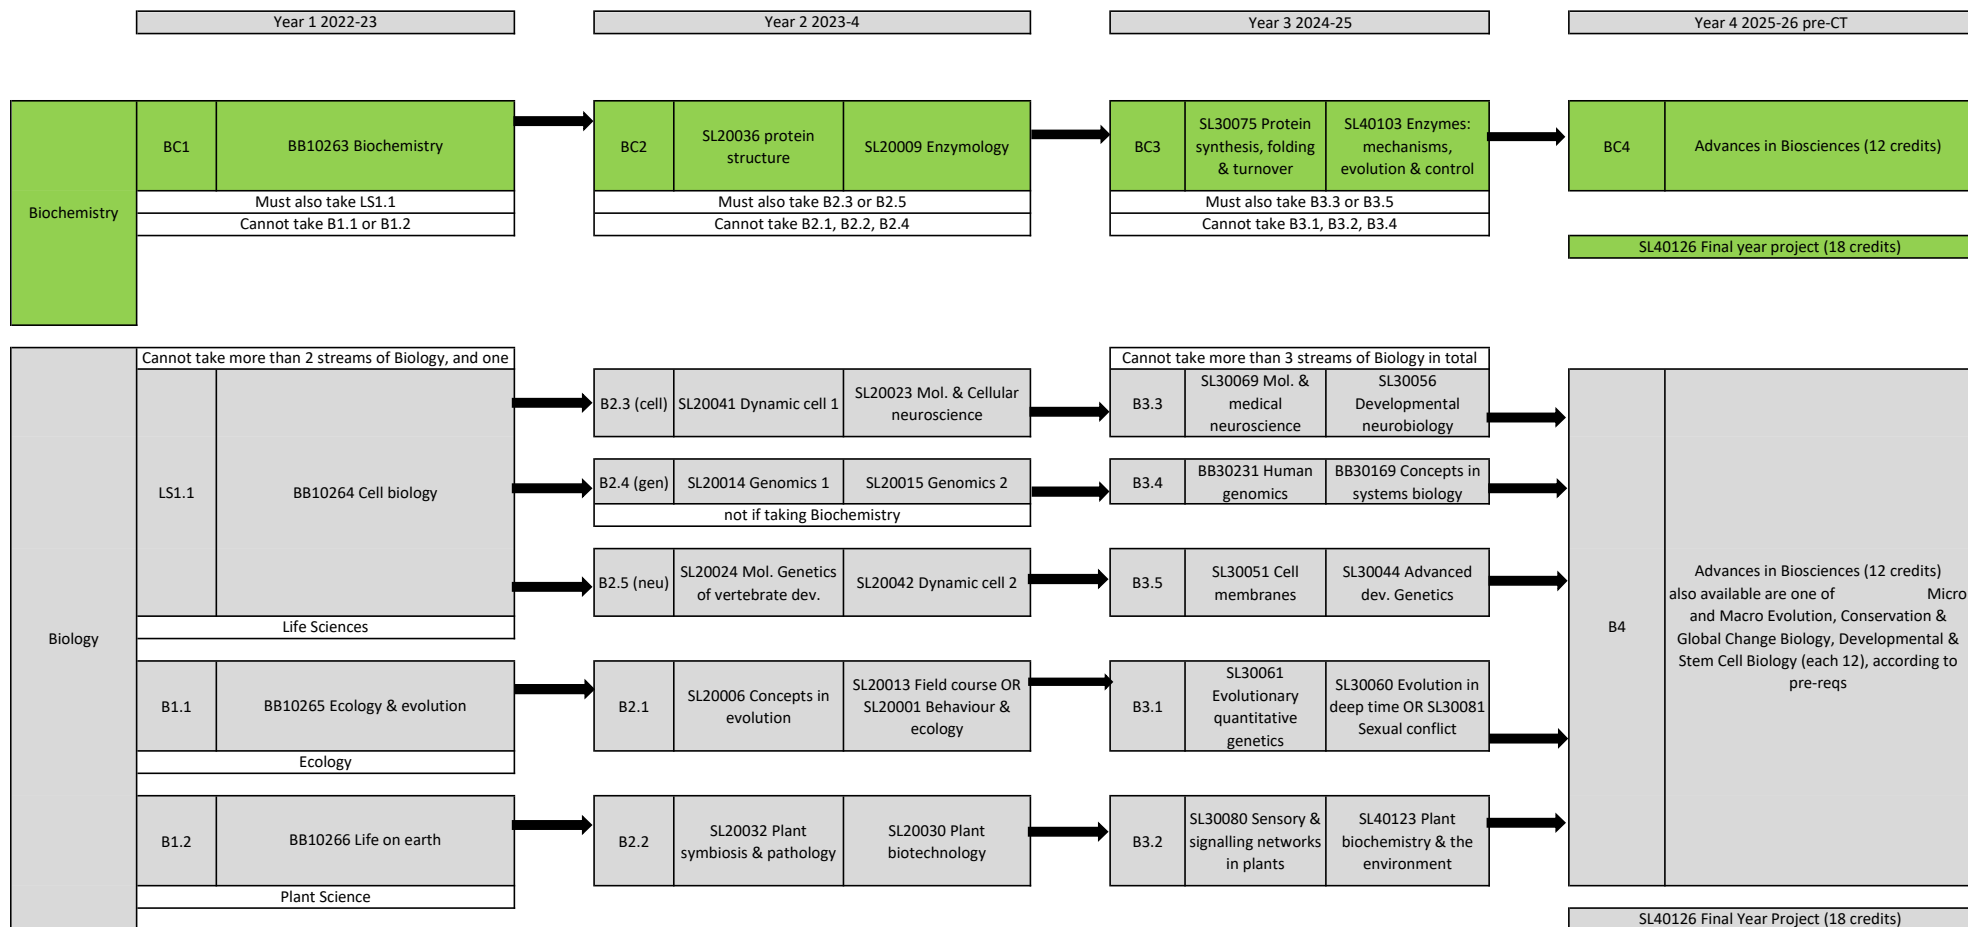 Year 1 2022-23
Year 2 2023-4
Year 3 2024-25
Year 4 2025-26 pre-CT
Biochemistry
BC1
BB10263 Biochemistry
Must also take LS1.1
Cannot take B1.1 or B1.2
BC2
SL20036 protein
structure
SL20009 Enzymology
Must also take B2.3 or B2.5
Cannot take B2.1, B2.2, B2.4
BC3
SL30075 Protein
synthesis, folding
& turnover
SL40103 Enzymes:
mechanisms,
evolution & control
Must also take B3.3 or B3.5
Cannot take B3.1, B3.2, B3.4
BC4
Advances in Biosciences (12 credits)
SL40126 Final year project (18 credits)
Biology
Cannot take more than 2 streams of Biology, and one
Cannot take more than 3 streams of Biology in total
LS1.1
BB10264 Cell biology
Life Sciences
B2.3 (cell)
SL20041 Dynamic cell 1
SL20023 Mol. & Cellular
neuroscience
B3.3
SL30069 Mol. &
medical
neuroscience
SL30056
Developmental
neurobiology
B2.4 (gen)
SL20014 Genomics 1
SL20015 Genomics 2
not if taking Biochemistry
B3.4
BB30231 Human
genomics
BB30169 Concepts in
systems biology
B2.5 (neu)
SL20024 Mol. Genetics
of vertebrate dev.
SL20042 Dynamic cell 2
B3.5
SL30051 Cell
membranes
SL30044 Advanced
dev. Genetics
B1.1
BB10265 Ecology & evolution
Ecology
B2.1
SL20006 Concepts in
evolution
SL20013 Field course OR
SL20001 Behaviour &
ecology
B3.1
SL30061
Evolutionary
quantitative
genetics
SL30060 Evolution in
deep time OR SL30081
Sexual conflict
B1.2
BB10266 Life on earth
Plant Science
B2.2
SL20032 Plant
symbiosis & pathology
SL20030 Plant
biotechnology
B3.2
SL30080 Sensory &
signalling networks
in plants
SL40123 Plant
biochemistry & the
environment
B4
Advances in Biosciences (12 credits)
also available are one of Micro
and Macro Evolution, Conservation &
Global Change Biology, Developmental &
Stem Cell Biology (each 12), according to
pre-reqs
SL40126 Final Year Project (18 credits)